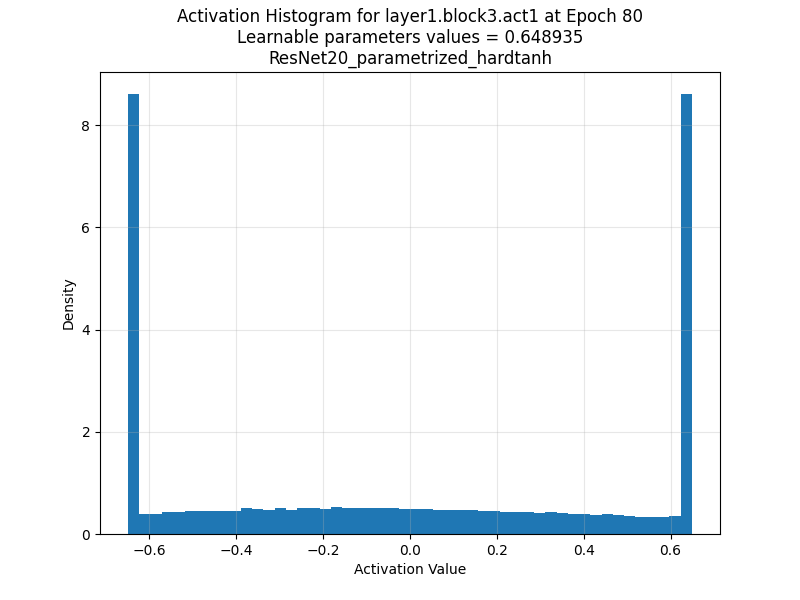 Activation Histogram for layer1.block3.act1 at Epoch 80
Learnable parameters values = 0.648935
ResNet20_parametrized_hardtanh
8
6
4
2
0
Density
−0.6 −0.4 −0.2 0.0 0.2 0.4 0.6
Activation Value